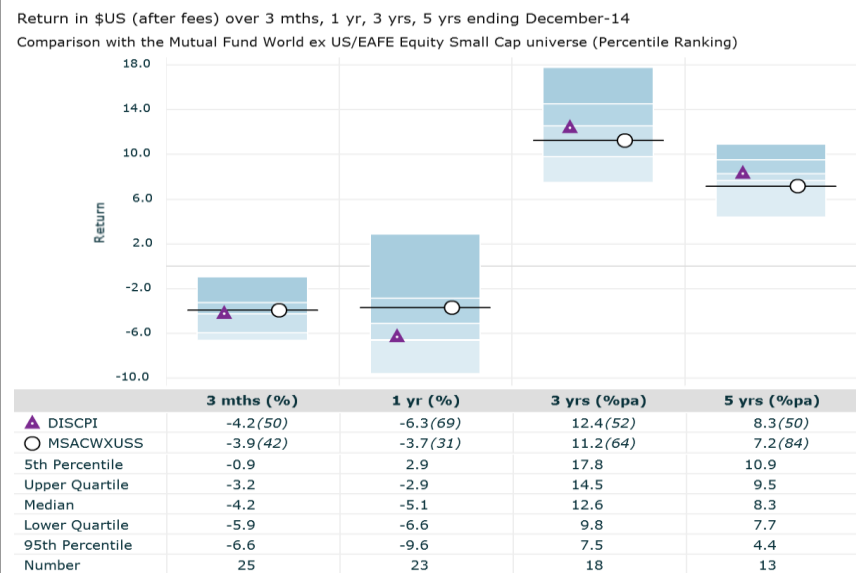 Return in $US (after fees) over 3 mths, 1 yr, 3 yrs, 5 yrs ending December-14
Comparison with the Mutual Fund World ex US/EAFE Equity Small Cap universe (Percentile Ranking)
18.0
14.0
10.0
6.0
2.0
-2.0
-6.0
-10.0
Return
3 mths (%) 1 yr (%) 3 yrs (%pa) 5 yrs (%pa)
DISCPI -4.2(50) -6.3(69) 12.4(52) 8.3(50)
MSACWXUSS -3.9(42) -3.7(31) 11.2(64) 7.2(84)
5th Percentile -0.9 2.9 17.8 10.9
Upper Quartile -3.2 -2.9 14.5 9.5
Median -4.2 -5.1 12.6 8.3
Lower Quartile -5.9 -6.6 9.8 7.7
95th Percentile -6.6 -9.6 7.5 4.4
Number 25 23 18 13